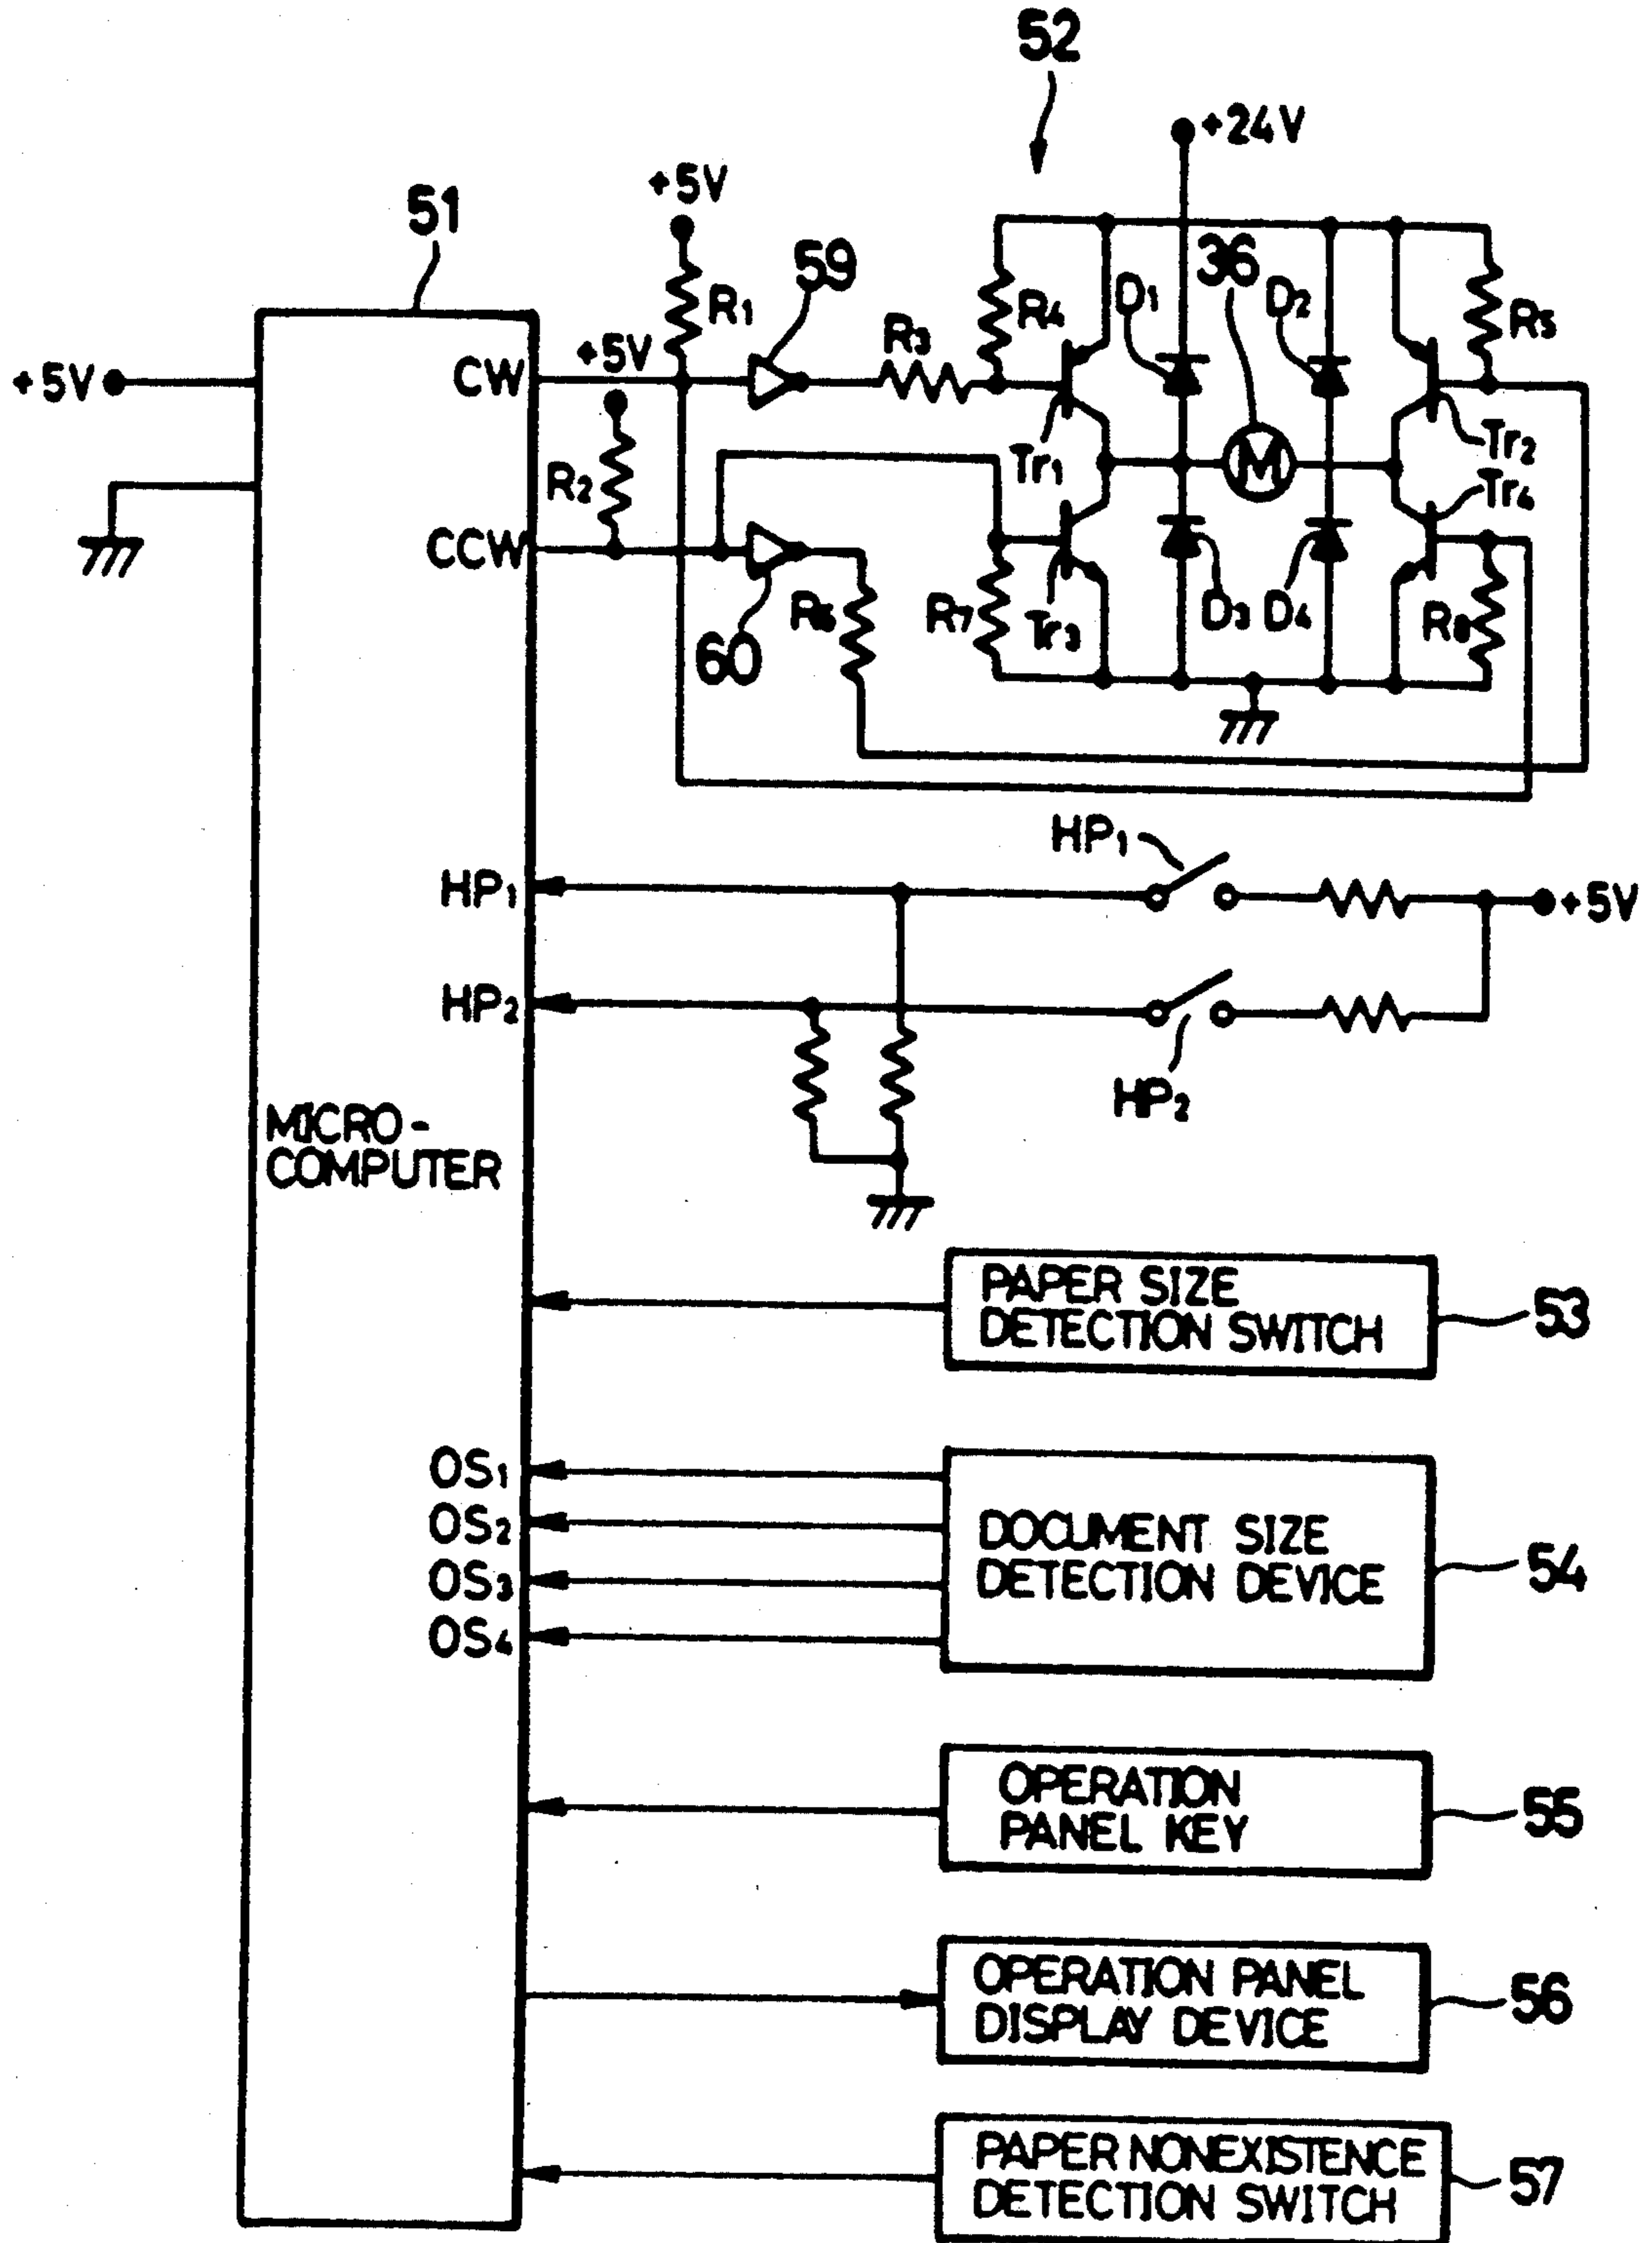 52
+24V
+5V
51
59
36
R1
D1
D2
R4
R5
R3
+5V
+5V
CW
Tr1
Tr2
R2
Tr4
CCW
R6
R7
Tr3
D3
D4
R8
60
HP1
HP1
+5V
HP2
HP2
MICRO-
COMPUTER
PAPER SIZE
DETECTION SWITCH
53
OS1
OS2
OS3
OS4
DOCUMENT SIZE
DETECTION DEVICE
54
OPERATION
PANEL KEY
55
OPERATION PANEL
DISPLAY DEVICE
56
PAPER NONEXISTENCE
DETECTION SWITCH
57
M